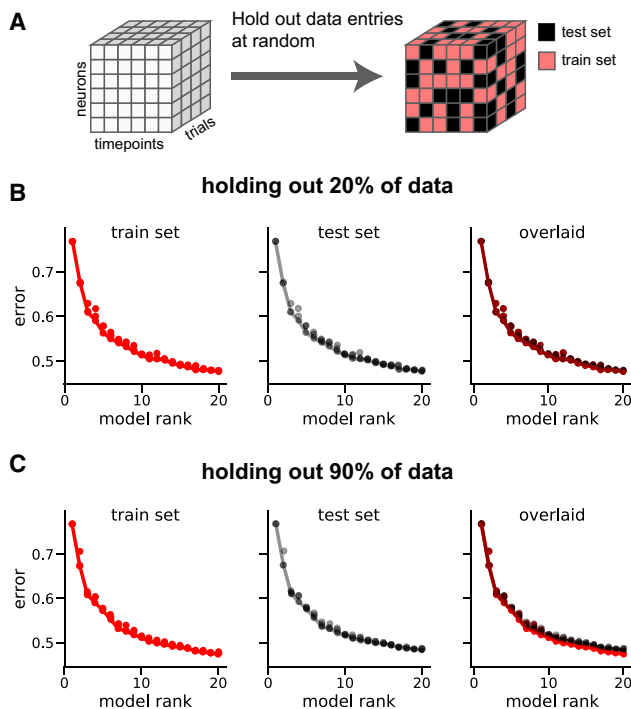 A
Hold out data entries
at random
test set
train set
neurons
timepoints
trials
B
holding out 20% of data
train set
test set
overlaid
error
0.7
0.6
0.5
0 10 20
0 10 20
0 10 20
model rank
model rank
model rank
C
holding out 90% of data
train set
test set
overlaid
error
0.7
0.6
0.5
0 10 20
0 10 20
0 10 20
model rank
model rank
model rank